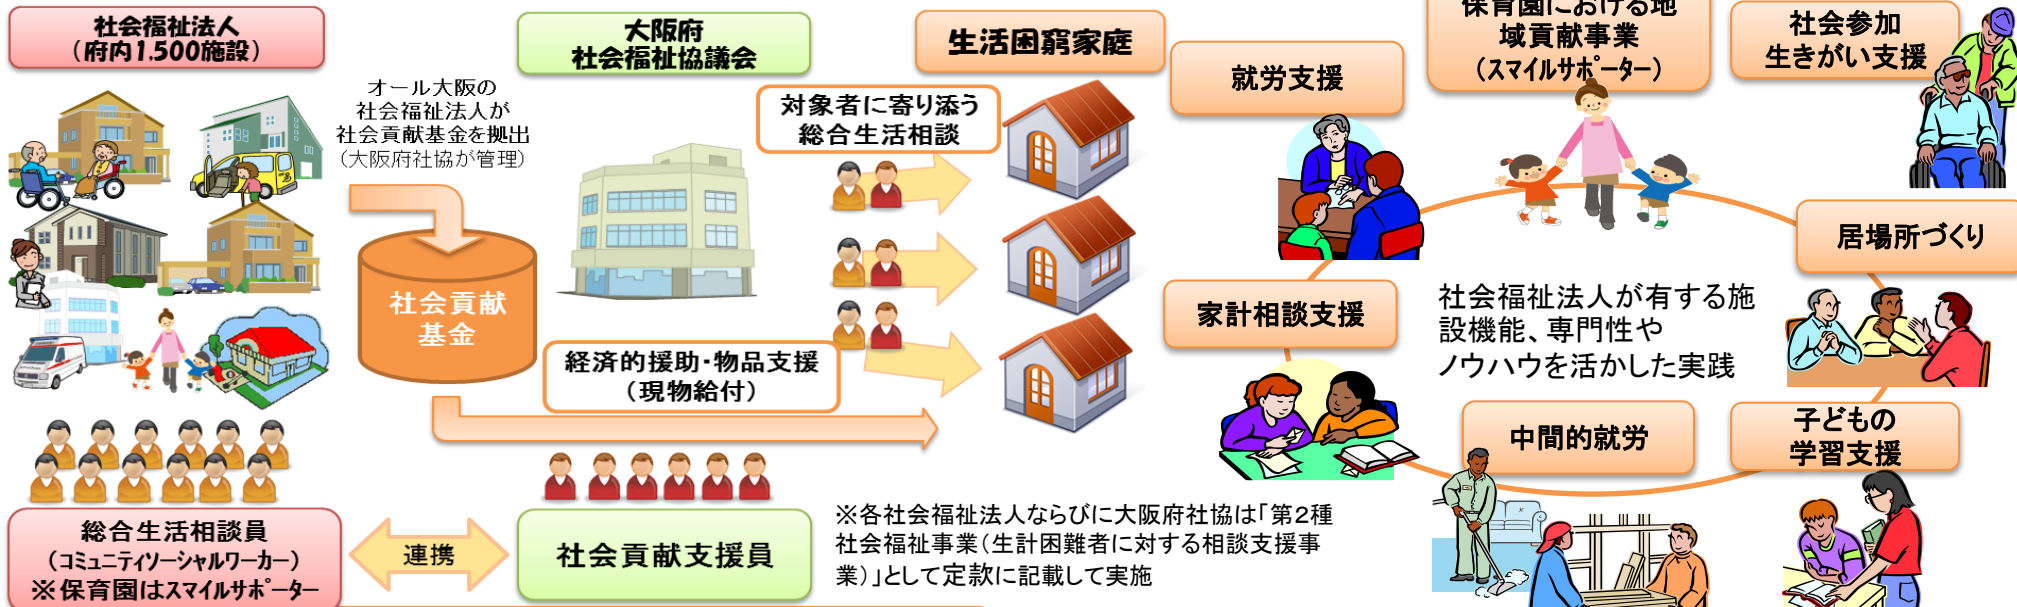 社会福祉法人
（府内1,500施設）
オール大阪の
社会福祉法人が
社会貢献基金を拠出
（大阪府社協が管理）
社会貢献
基金
大阪府
社会福祉協議会
生活困窮家庭
対象者に寄り添う
総合生活相談
経済的援助・物品支援
（現物給付）
総合生活相談員
（コミュニティソーシャルワーカー）
※保育園はスマイルサポーター
連携
社会貢献支援員
※各社会福祉法人ならびに大阪府社協は「第２種
社会福祉事業（生計困難者に対する相談支援事
業）」として定款に記載して実施
就労支援
保育園における地
域貢献事業
（スマイルサポーター）
社会参加
生きがい支援
居場所づくり
家計相談支援
社会福祉法人が有する施
設機能、専門性や
ノウハウを活かした実践
中間的就労
子どもの
学習支援